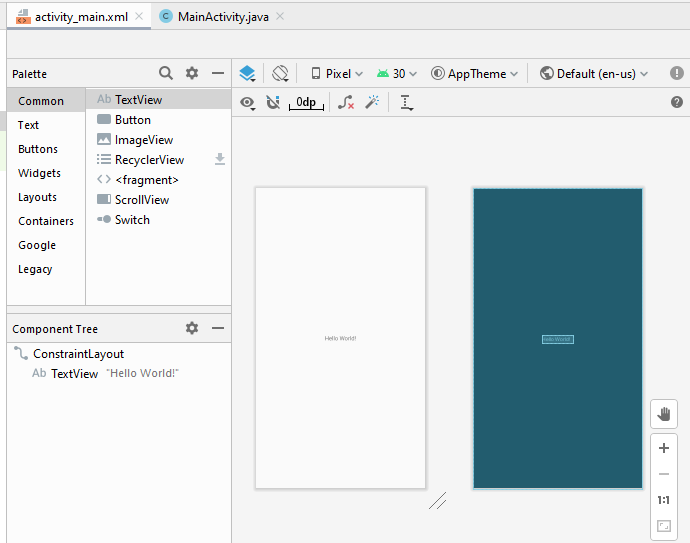 activity_main.xml
MainActivity.java
Palette
Pixel
30
AppTheme
Default (en-us)
0dp
Common
Text
Buttons
Widgets
Layouts
Containers
Google
Legacy
Ab TextView
Button
ImageView
RecyclerView
<fragment>
ScrollView
Switch
Hello World!
Hello World!
Component Tree
ConstraintLayout
Ab TextView "Hello World!"
1:1